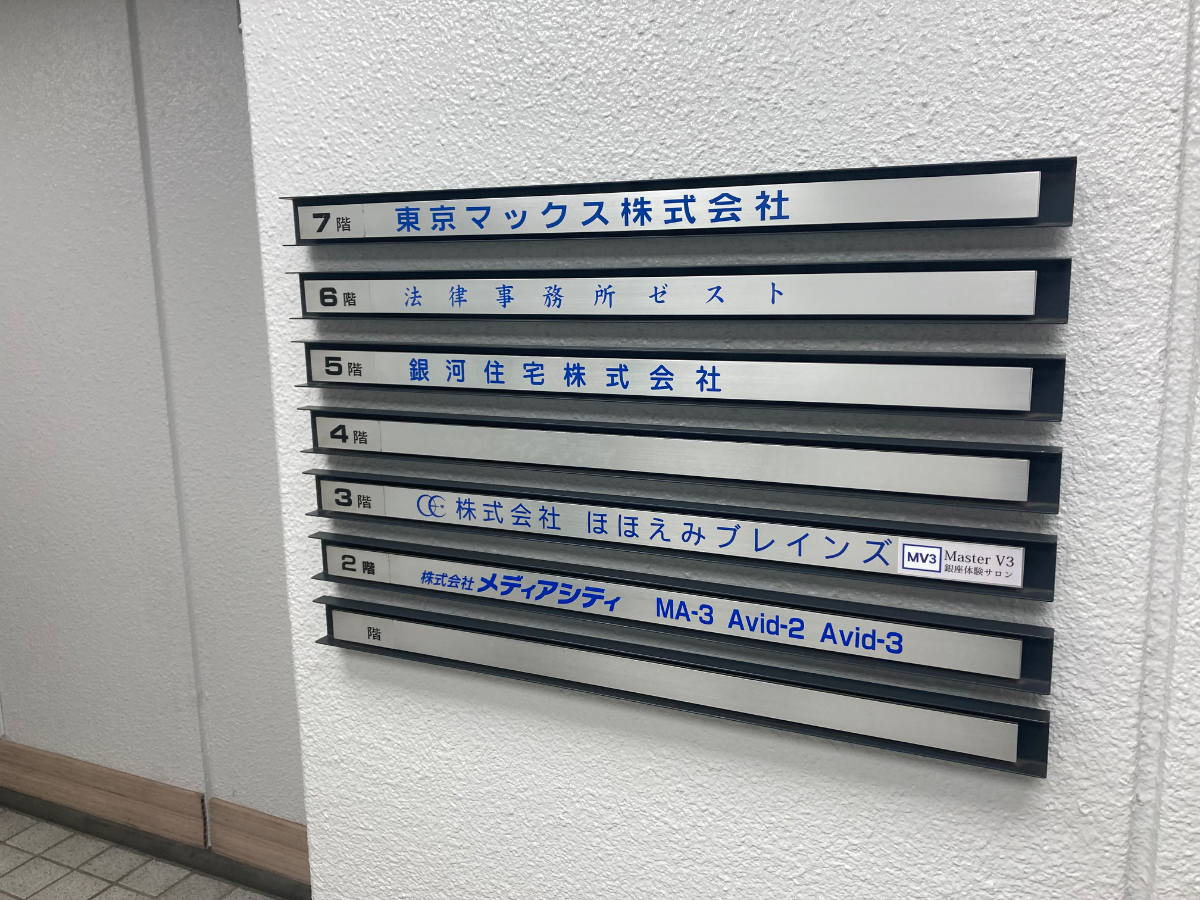 7階 東京マックス株式会社
6階 法律事務所ゼスト
5階 銀河住宅株式会社
4階
3階 株式会社 ほほえみブレインズ MV3 Master V3
銀座体験サロン
2階 株式会社メディアシティ MA-3 Avid-2 Avid-3
階